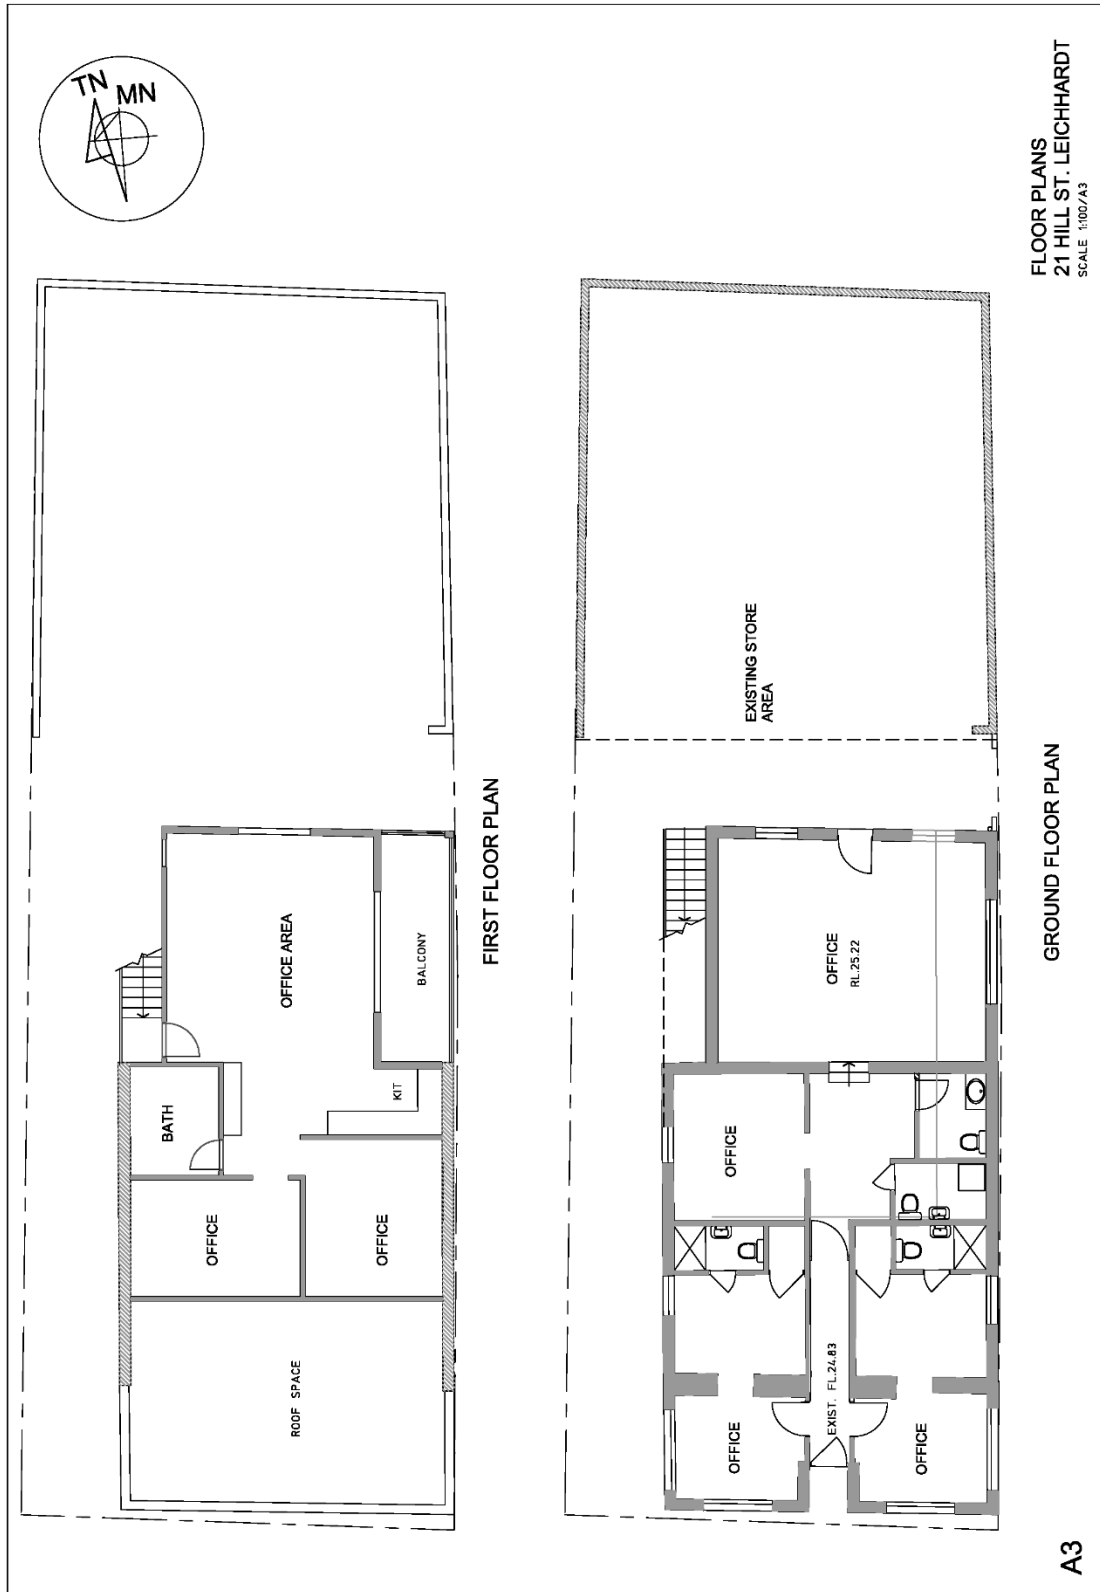 TN
MN
FIRST FLOOR PLAN
ROOF SPACE
OFFICE
OFFICE
BATH
KIT
OFFICE AREA
BALCONY
GROUND FLOOR PLAN
OFFICE
OFFICE
EXIST. FL.24.83
OFFICE
OFFICE
RL.25.22
EXISTING STORE
AREA
A3
FLOOR PLANS
21 HILL ST. LEICHHARDT
SCALE 1:100/A3